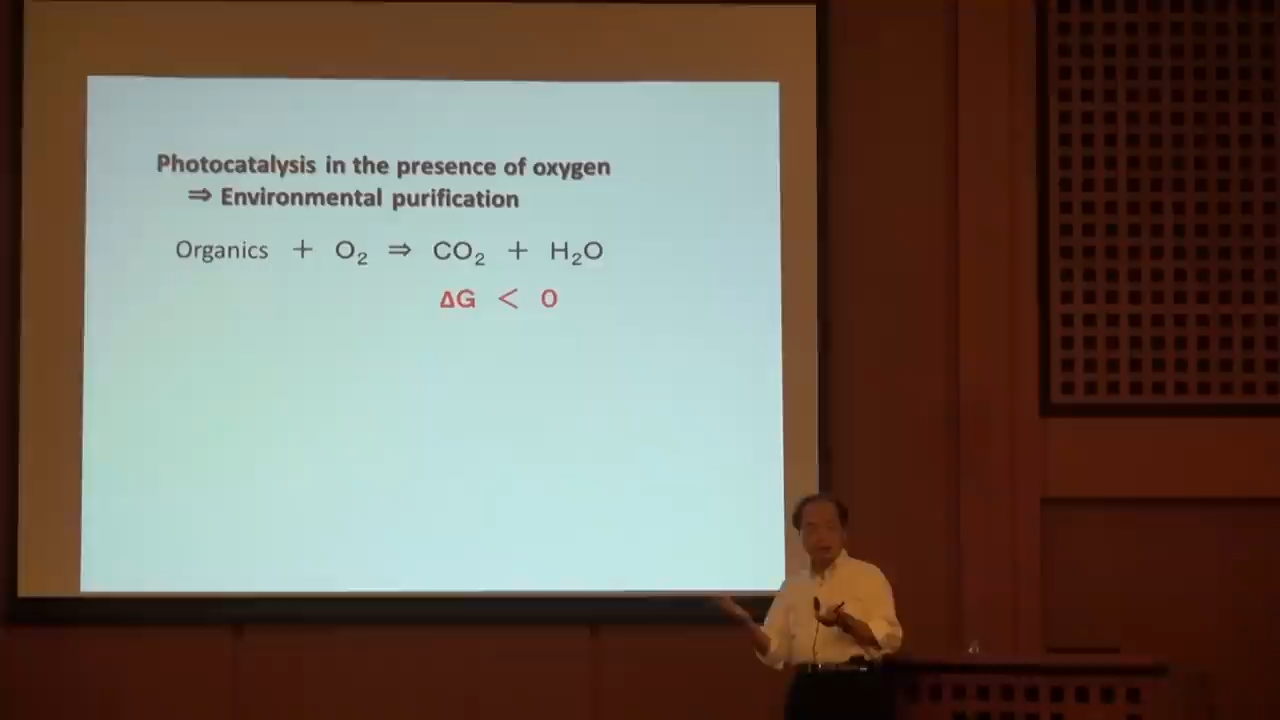 Photocatalysis in the presence of oxygen
⇒ Environmental purification
Organics + O₂ ⇒ CO₂ + H₂O
ΔG < 0